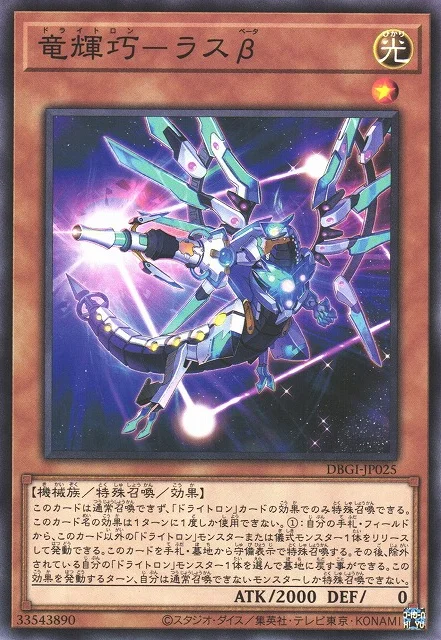 ドライトロン ベータ
竜輝巧－ラスβ
ひかり
光
DBGI-JP025
【機械族／特殊召喚／効果】
このカードは通常召喚できず、「ドライトロン」カードの効果でのみ特殊召喚できる。
このカード名の効果は1ターンに1度しか使用できない。①：自分の手札・フィールド
から、このカード以外の「ドライトロン」モンスターまたは儀式モンスター1体をリリース
して発動できる。このカードを手札・墓地から守備表示で特殊召喚する。その後、除外
されている自分の「ドライトロン」モンスター1体を選んで墓地に戻す事ができる。この
効果を発動するターン、自分は通常召喚できないモンスターしか特殊召喚できない。
ATK/2000 DEF/ 0
33543890
©スタジオ・ダイス／集英社・テレビ東京・KONAMI